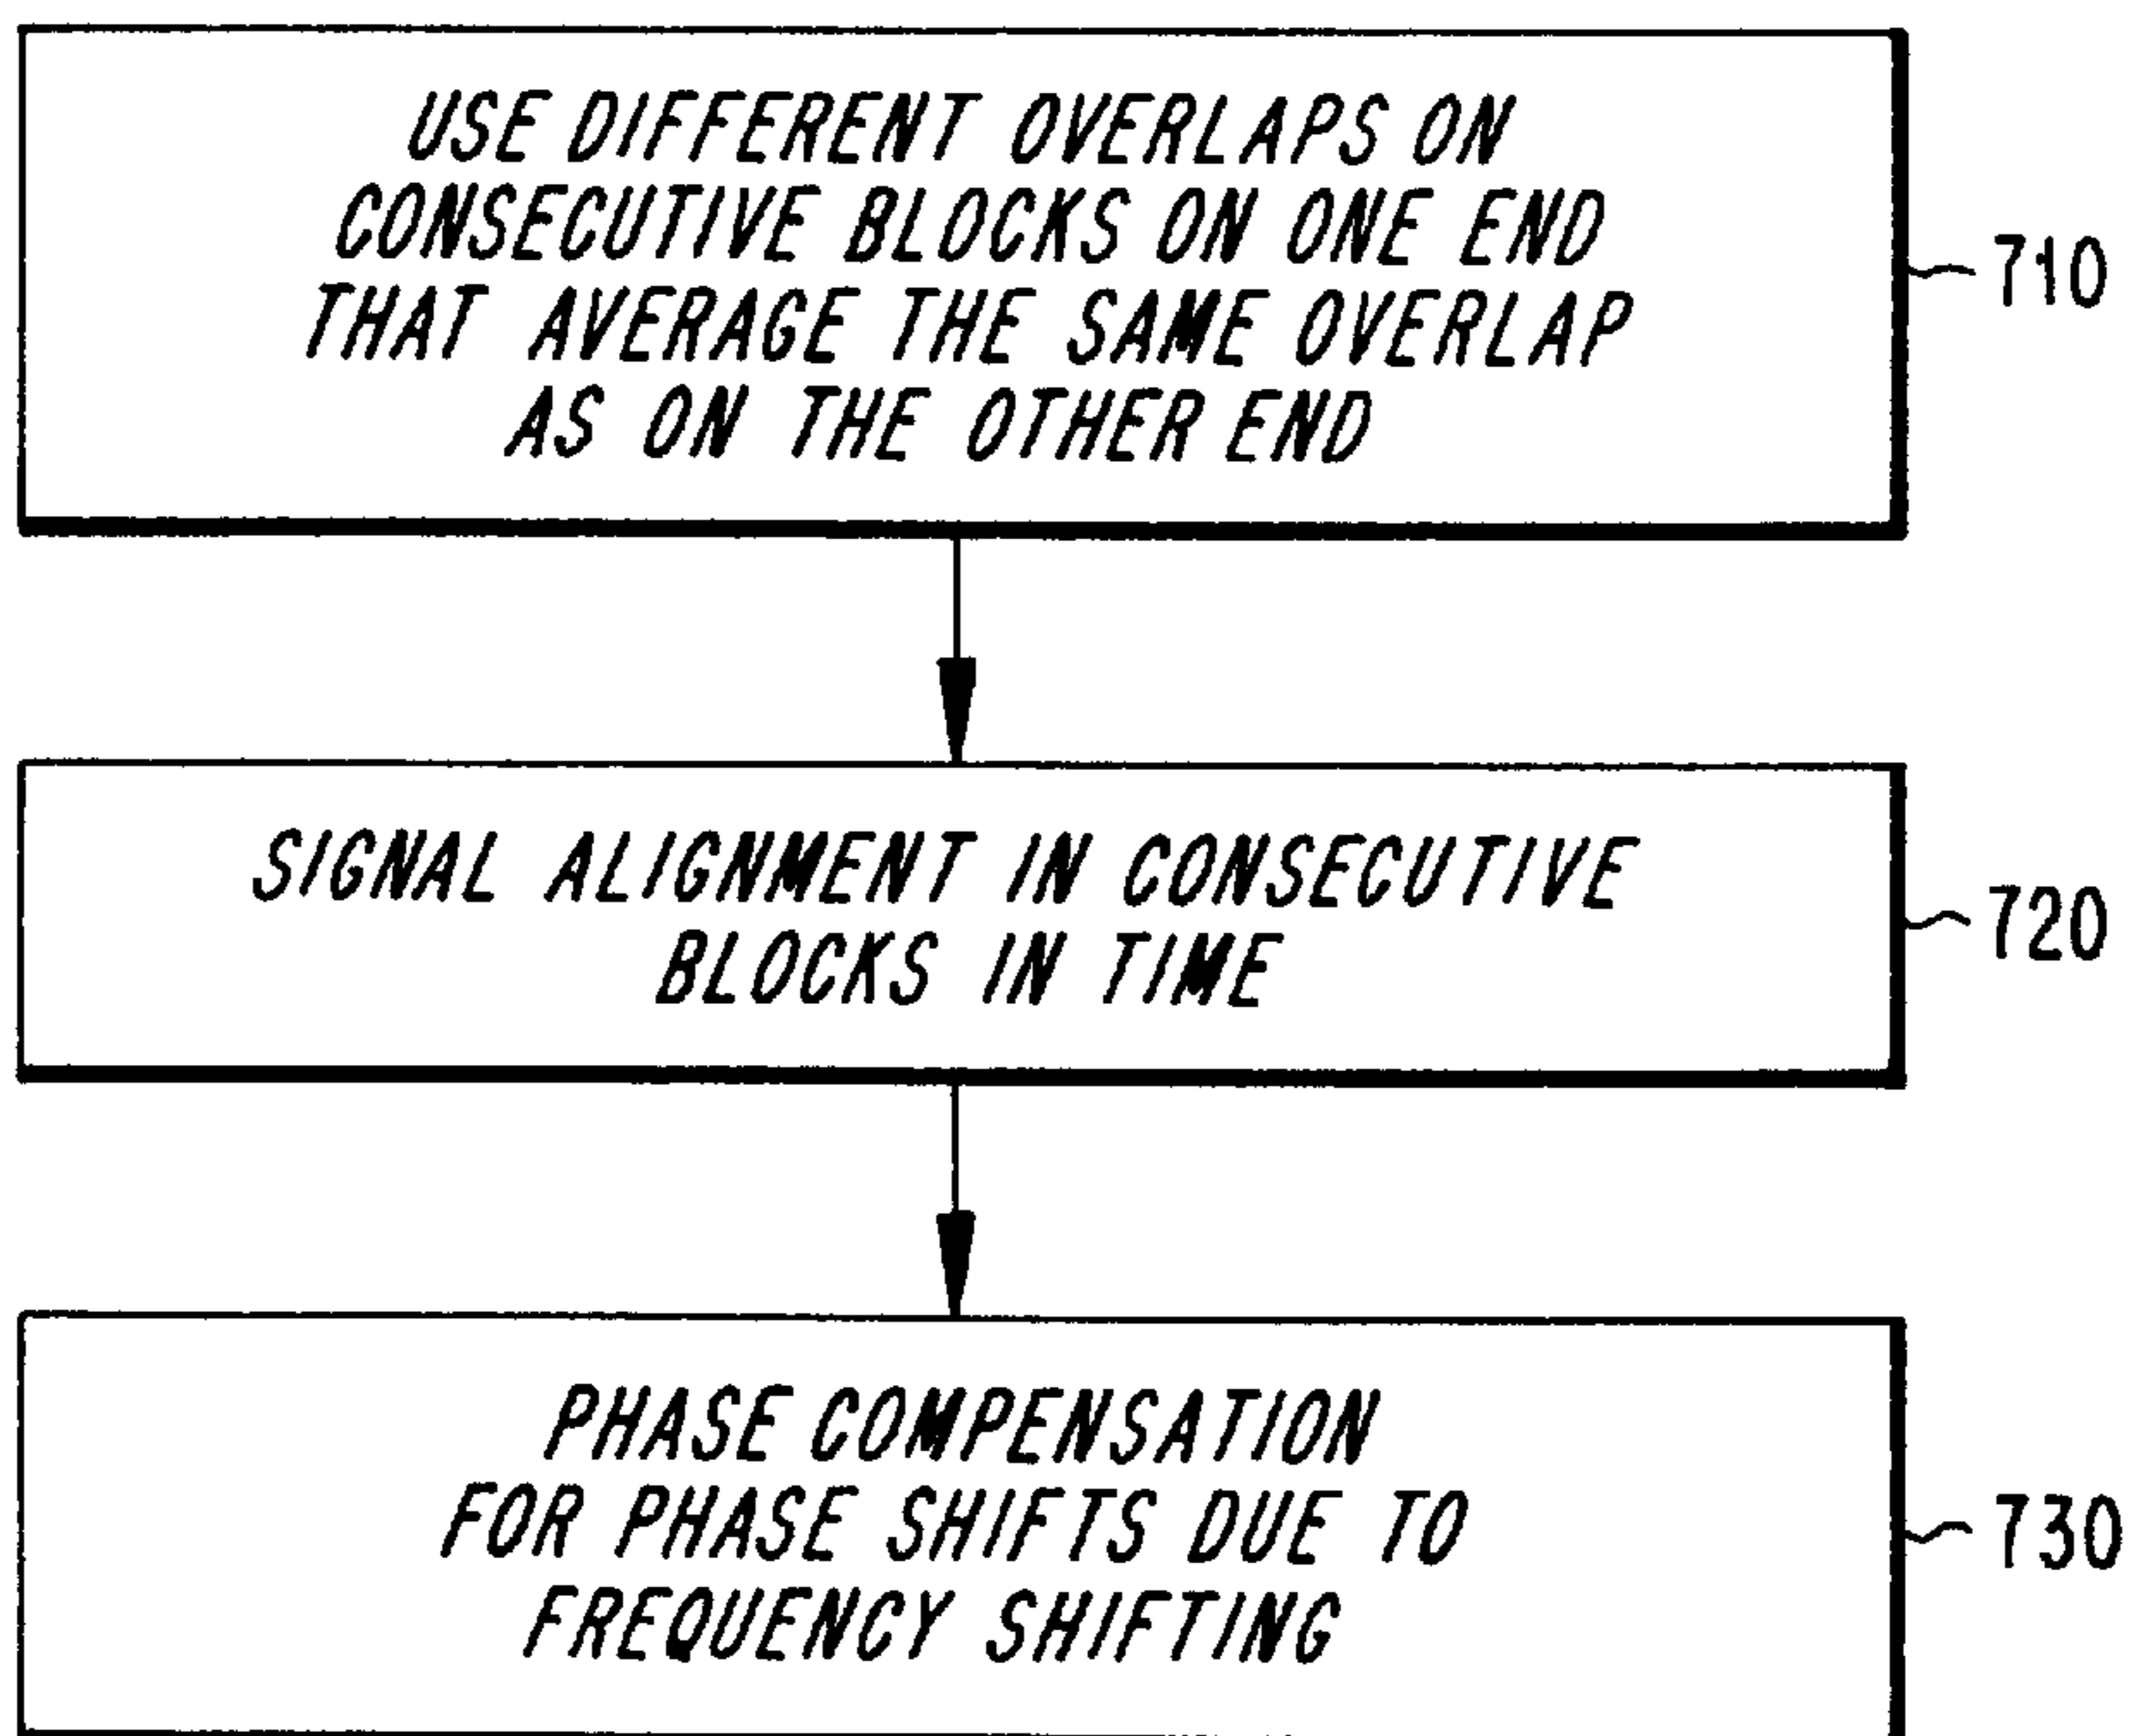 USE DIFFERENT OVERLAPS ON
CONSECUTIVE BLOCKS ON ONE END
THAT AVERAGE THE SAME OVERLAP
AS ON THE OTHER END
710
SIGNAL ALIGNMENT IN CONSECUTIVE
BLOCKS IN TIME
720
PHASE COMPENSATION
FOR PHASE SHIFTS DUE TO
FREQUENCY SHIFTING
730